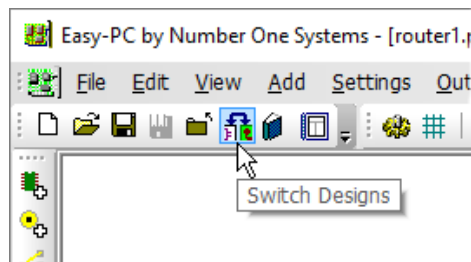 Easy-PC by Number One Systems - [router1.
File Edit View Add Settings Out
Switch Designs